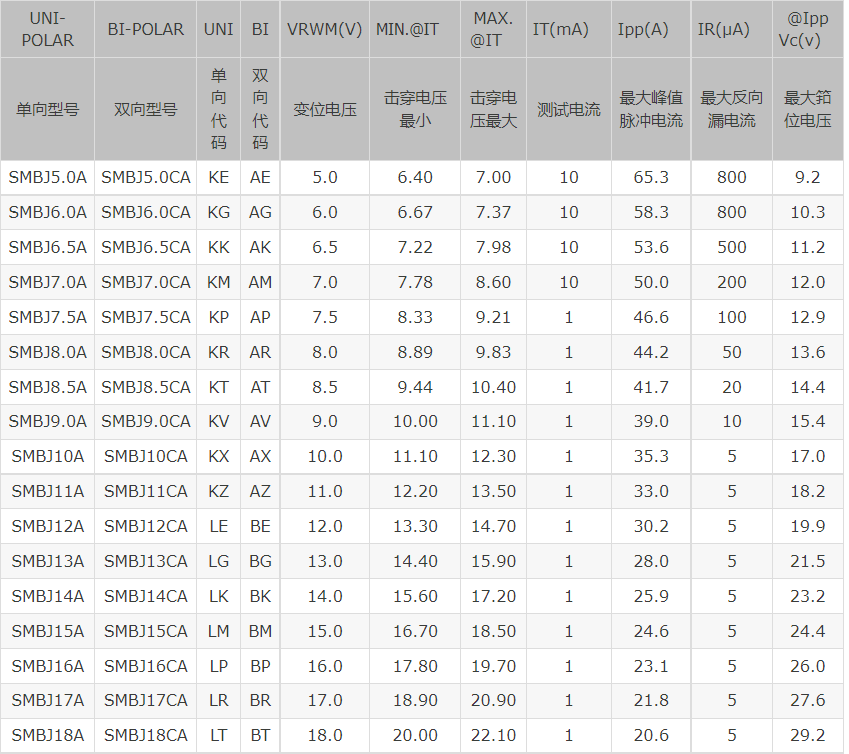 UNI-POLAR BI-POLAR UNI BI VRWM(V) MIN.@IT MAX.@IT IT(mA) Ipp(A) IR(μA) @Ipp Vc(v)
单向型号 双向型号 单向代码 双向代码 变位电压 击穿电压最小 击穿电压最大 测试电流 最大峰值脉冲电流 最大反向漏电流 最大箝位电压
SMBJ5.0A SMBJ5.0CA KE AE 5.0 6.40 7.00 10 65.3 800 9.2
SMBJ6.0A SMBJ6.0CA KG AG 6.0 6.67 7.37 10 58.3 800 10.3
SMBJ6.5A SMBJ6.5CA KK AK 6.5 7.22 7.98 10 53.6 500 11.2
SMBJ7.0A SMBJ7.0CA KM AM 7.0 7.78 8.60 10 50.0 200 12.0
SMBJ7.5A SMBJ7.5CA KP AP 7.5 8.33 9.21 1 46.6 100 12.9
SMBJ8.0A SMBJ8.0CA KR AR 8.0 8.89 9.83 1 44.2 50 13.6
SMBJ8.5A SMBJ8.5CA KT AT 8.5 9.44 10.40 1 41.7 20 14.4
SMBJ9.0A SMBJ9.0CA KV AV 9.0 10.00 11.10 1 39.0 10 15.4
SMBJ10A SMBJ10CA KX AX 10.0 11.10 12.30 1 35.3 5 17.0
SMBJ11A SMBJ11CA KZ AZ 11.0 12.20 13.50 1 33.0 5 18.2
SMBJ12A SMBJ12CA LE BE 12.0 13.30 14.70 1 30.2 5 19.9
SMBJ13A SMBJ13CA LG BG 13.0 14.40 15.90 1 28.0 5 21.5
SMBJ14A SMBJ14CA LK BK 14.0 15.60 17.20 1 25.9 5 23.2
SMBJ15A SMBJ15CA LM BM 15.0 16.70 18.50 1 24.6 5 24.4
SMBJ16A SMBJ16CA LP BP 16.0 17.80 19.70 1 23.1 5 26.0
SMBJ17A SMBJ17CA LR BR 17.0 18.90 20.90 1 21.8 5 27.6
SMBJ18A SMBJ18CA LT BT 18.0 20.00 22.10 1 20.6 5 29.2